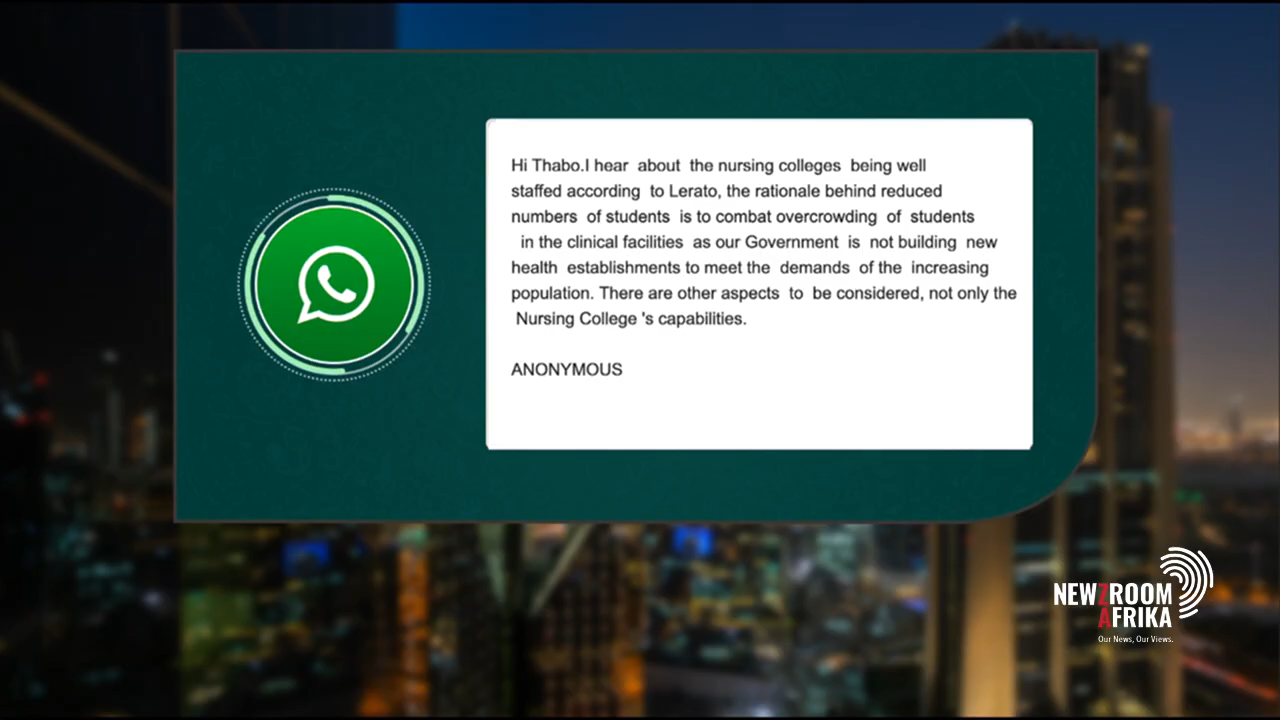 Hi Thabo.I hear about the nursing colleges being well
staffed according to Lerato, the rationale behind reduced
numbers of students is to combat overcrowding of students
in the clinical facilities as our Government is not building new
health establishments to meet the demands of the increasing
population. There are other aspects to be considered, not only the
Nursing College 's capabilities.
ANONYMOUS
NEWZROOM
AFRIKA
Our News, Our Views.